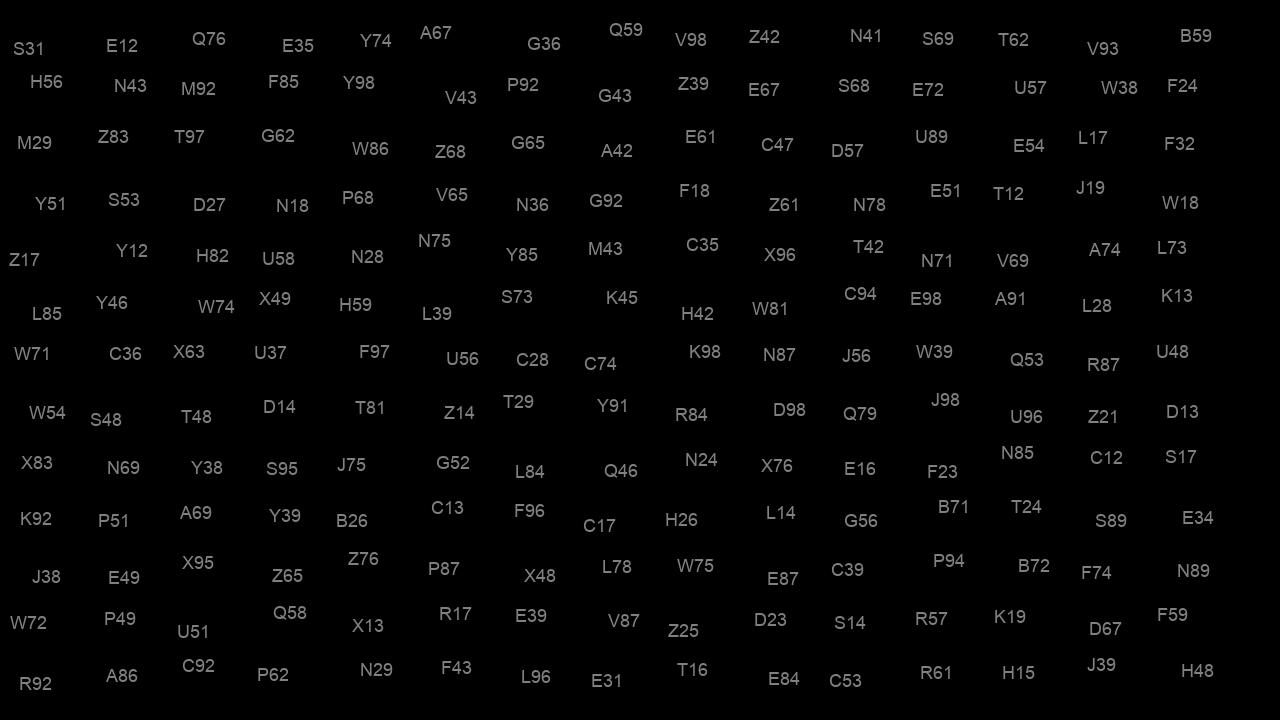 S31 E12 Q76 E35 Y74 A67 G36 Q59 V98 Z42 N41 S69 T62 V93 B59
H56 N43 M92 F85 Y98 V43 P92 G43 Z39 E67 S68 E72 U57 W38 F24
M29 Z83 T97 G62 W86 Z68 G65 A42 E61 C47 D57 U89 E54 L17 F32
Y51 S53 D27 N18 P68 V65 N36 G92 F18 Z61 N78 E51 T12 J19 W18
Z17 Y12 H82 U58 N28 N75 Y85 M43 C35 X96 T42 N71 V69 A74 L73
L85 Y46 W74 X49 H59 L39 S73 K45 H42 W81 C94 E98 A91 L28 K13
W71 C36 X63 U37 F97 U56 C28 C74 K98 N87 J56 W39 Q53 R87 U48
W54 S48 T48 D14 T81 Z14 T29 Y91 R84 D98 Q79 J98 U96 Z21 D13
X83 N69 Y38 S95 J75 G52 L84 Q46 N24 X76 E16 F23 N85 C12 S17
K92 P51 A69 Y39 B26 C13 F96 C17 H26 L14 G56 B71 T24 S89 E34
J38 E49 X95 Z65 Z76 P87 X48 L78 W75 E87 C39 P94 B72 F74 N89
W72 P49 U51 Q58 X13 R17 E39 V87 Z25 D23 S14 R57 K19 D67 F59
R92 A86 C92 P62 N29 F43 L96 E31 T16 E84 C53 R61 H15 J39 H48